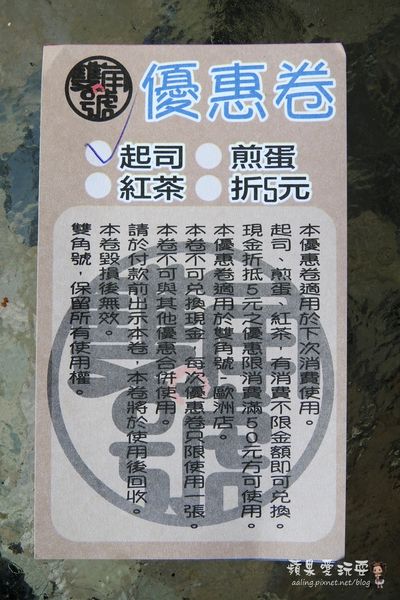 雙角號
優惠卷
起司 煎蛋
紅茶 折5元
本優惠卷適用於下次消費使用。
起司、煎蛋、紅茶，有消費不限金額即可兌換。
現金折抵５元之優惠限消費滿５０元方可使用。
本優惠卷適用於雙角號-歐洲店。
本卷不可兌換現金，每次優惠卷只限使用一張。
本卷不可與其他優惠合併使用。
請於付款前出示本卷，本卷將於使用後回收。
本卷毀損後無效。
雙角號，保留所有使用權。
蘋果愛玩耍
aaling.pixnet.net/blog